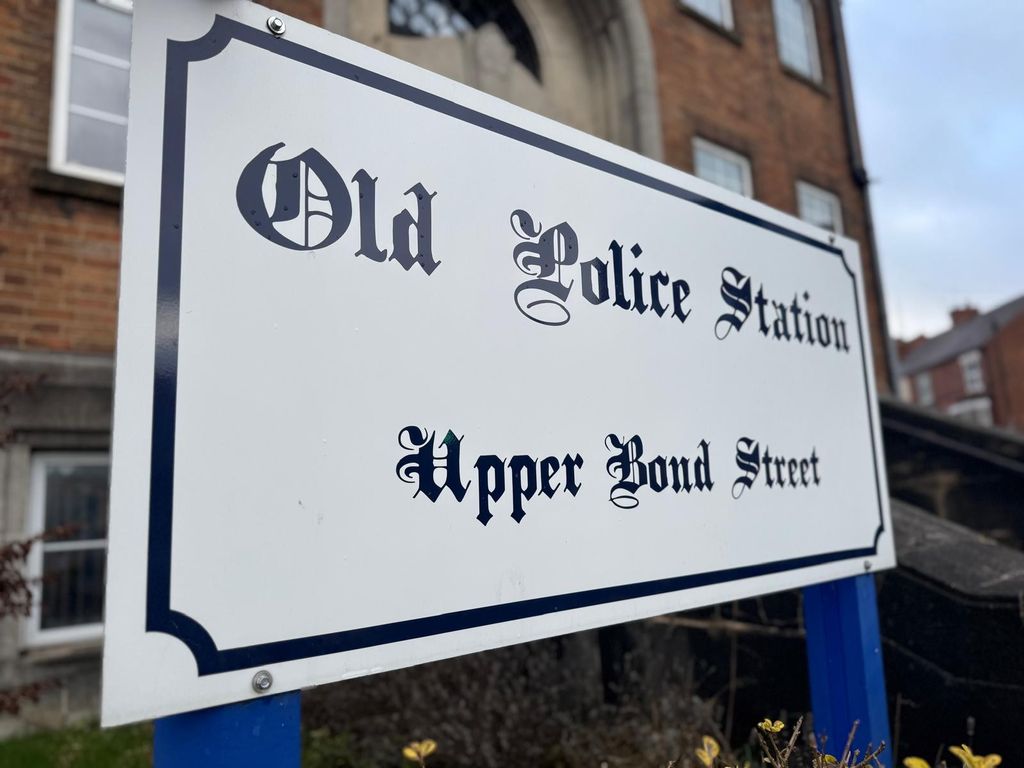 Old Police Station
Upper Bond Street